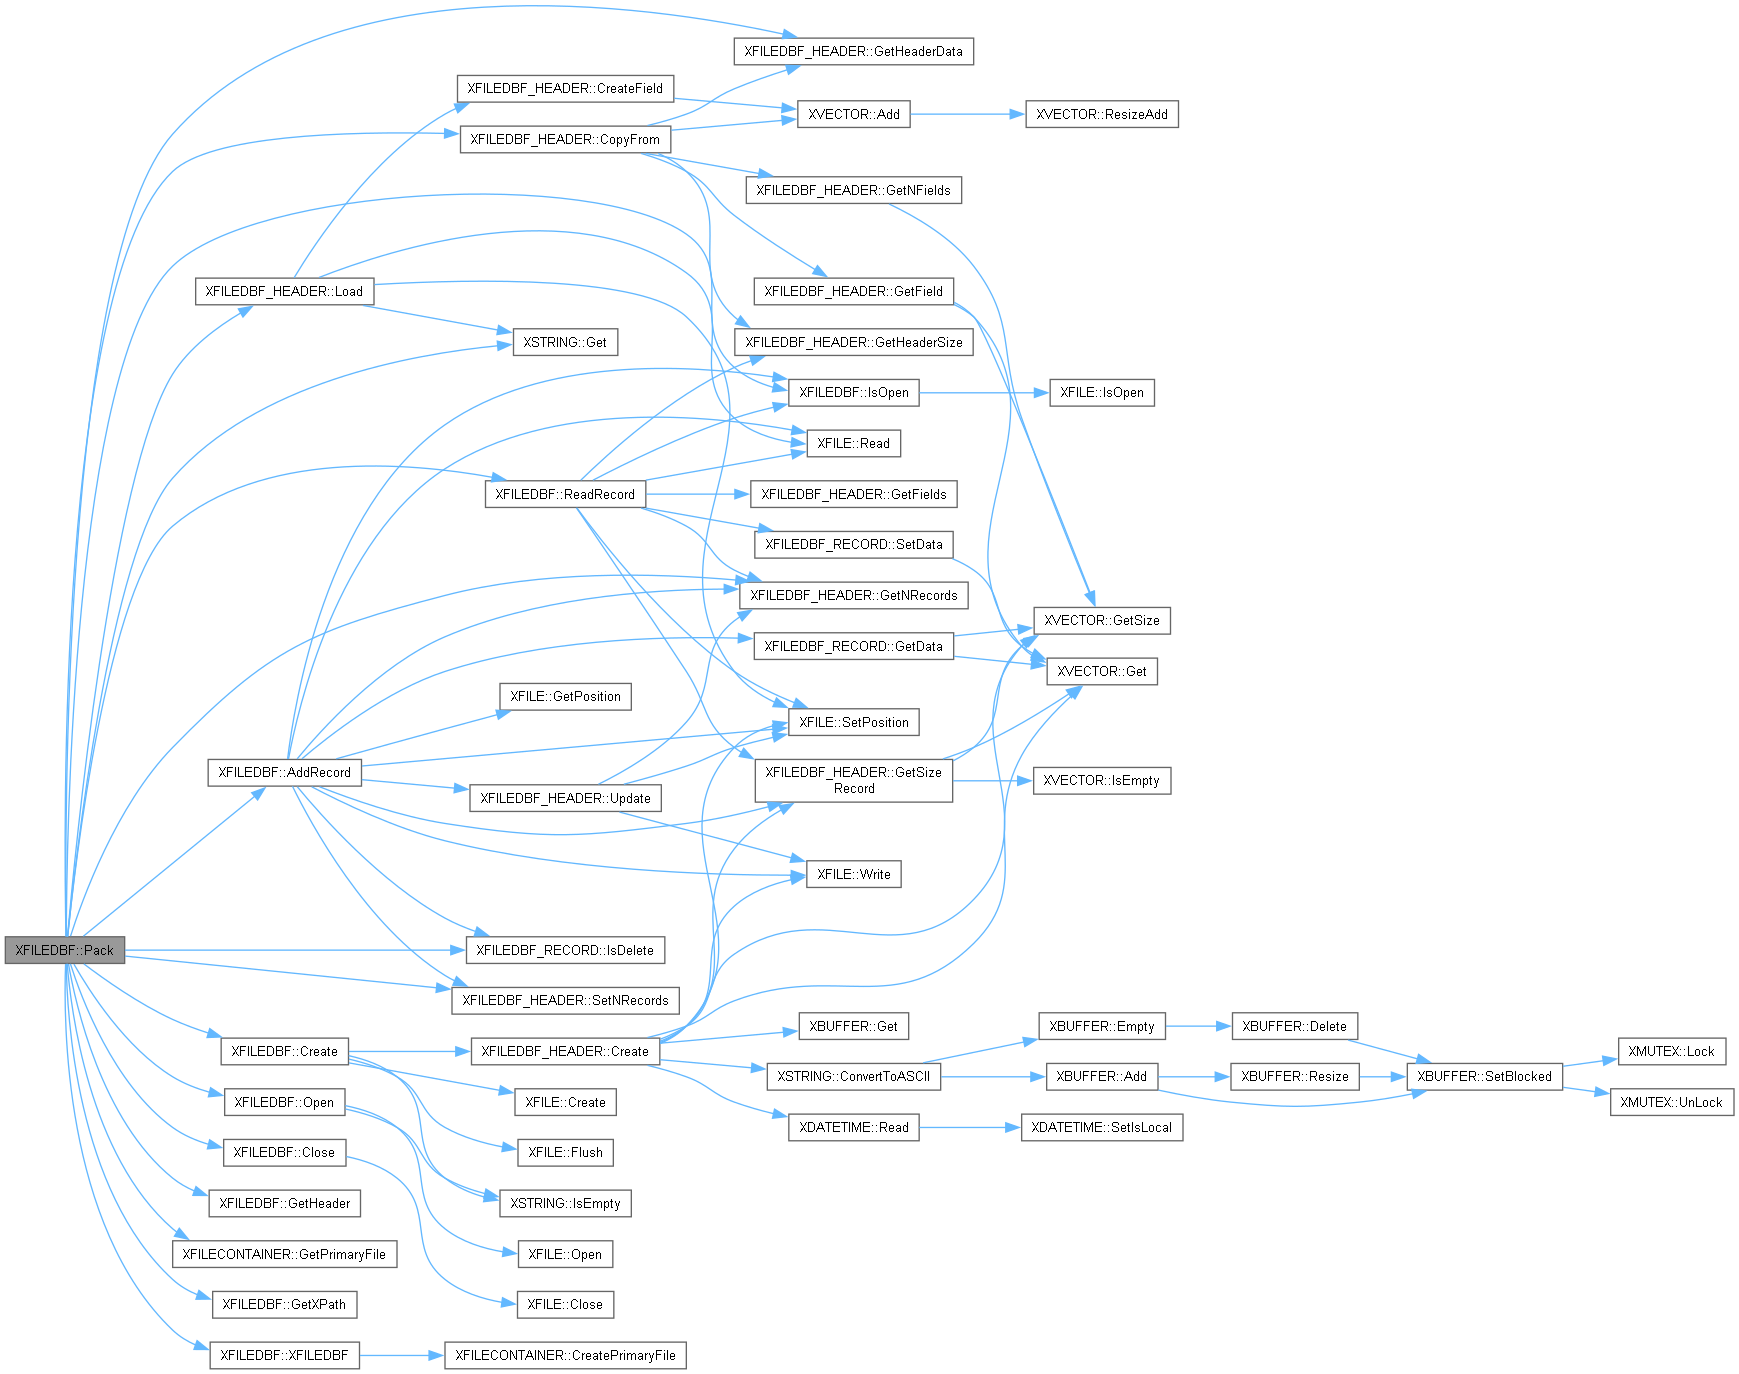 XFILEDBF_HEADER::GetHeaderData
XFILEDBF_HEADER::CreateField
XVECTOR::Add
XVECTOR::ResizeAdd
XFILEDBF_HEADER::CopyFrom
XFILEDBF_HEADER::GetNFields
XFILEDBF_HEADER::Load
XFILEDBF_HEADER::GetField
XSTRING::Get
XFILEDBF_HEADER::GetHeaderSize
XFILEDBF::IsOpen
XFILE::IsOpen
XFILE::Read
XFILEDBF::ReadRecord
XFILEDBF_HEADER::GetFields
XFILEDBF_RECORD::SetData
XFILEDBF_HEADER::GetNRecords
XVECTOR::GetSize
XFILEDBF_RECORD::GetData
XVECTOR::Get
XFILE::GetPosition
XFILE::SetPosition
XFILEDBF::AddRecord
XFILEDBF_HEADER::GetSize
Record
XVECTOR::IsEmpty
XFILEDBF_HEADER::Update
XFILE::Write
XFILEDBF::Pack
XFILEDBF_RECORD::IsDelete
XFILEDBF_HEADER::SetNRecords
XBUFFER::Get
XBUFFER::Empty
XBUFFER::Delete
XFILEDBF::Create
XFILEDBF_HEADER::Create
XMUTEX::Lock
XSTRING::ConvertToASCII
XBUFFER::Add
XBUFFER::Resize
XBUFFER::SetBlocked
XFILEDBF::Open
XFILE::Create
XMUTEX::UnLock
XDATETIME::Read
XDATETIME::SetIsLocal
XFILEDBF::Close
XFILE::Flush
XFILEDBF::GetHeader
XSTRING::IsEmpty
XFILECONTAINER::GetPrimaryFile
XFILE::Open
XFILEDBF::GetXPath
XFILE::Close
XFILEDBF::XFILEDBF
XFILECONTAINER::CreatePrimaryFile